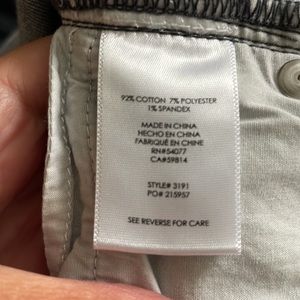 92% COTTON 7% POLYESTER
1% SPANDEX
MADE IN CHINA
HECHO EN CHINA
FABRIQUÉ EN CHINE
RN#54077
CA#59814
STYLE# 3191
PO# 215957
SEE REVERSE FOR CARE